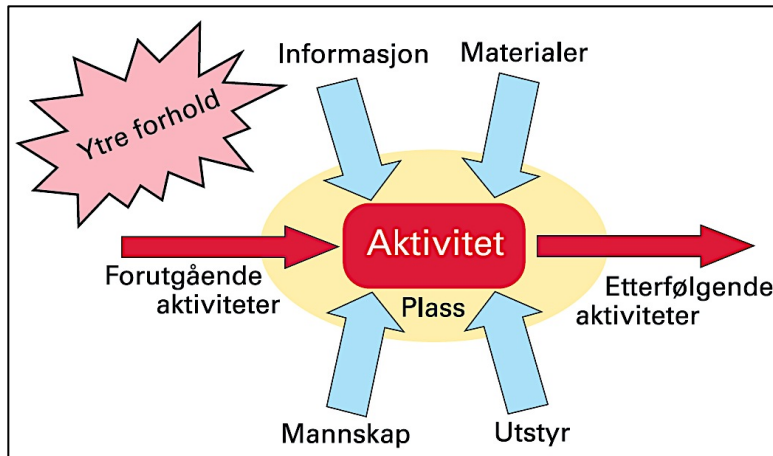 Informasjon
Materialer
Ytre forhold
Aktivitet
Forutgående
aktiviteter
Plass
Etterfølgende
aktiviteter
Mannskap
Utstyr